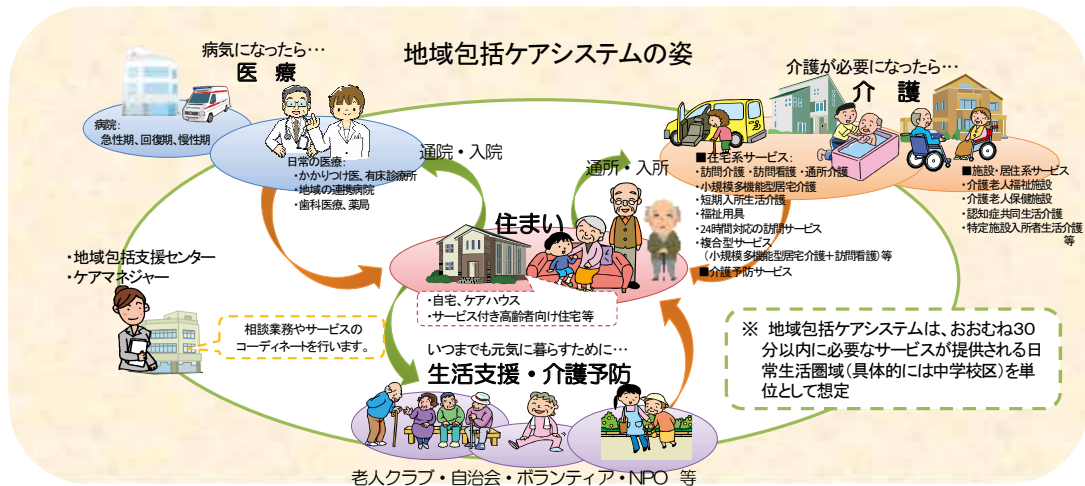 地域包括ケアシステムの姿
病気になったら…
医 療
病院：
急性期、回復期、慢性期
日常の医療：
・かかりつけ医、有床診療所
・地域の連携病院
・歯科医療、薬局
通院・入院
通所・入所
介護が必要になったら…
介 護
■在宅系サービス：
・訪問介護・訪問看護・通所介護
・小規模多機能型居宅介護
・短期入所生活介護
・福祉用具
・24時間対応の訪問サービス
・複合型サービス
（小規模多機能型居宅介護＋訪問看護）等
■介護予防サービス
■施設・居住系サービス
・介護老人福祉施設
・介護老人保健施設
・認知症共同生活介護
・特定施設入所者生活介護
等
住まい
・自宅、ケアハウス
・サービス付き高齢者向け住宅等
・地域包括支援センター
・ケアマネジャー
相談業務やサービスの
コーディネートを行います。
いつまでも元気に暮らすために…
生活支援・介護予防
老人クラブ・自治会・ボランティア・NPO 等
※ 地域包括ケアシステムは、おおむね30
分以内に必要なサービスが提供される日
常生活圏域（具体的には中学校区）を単
位として想定